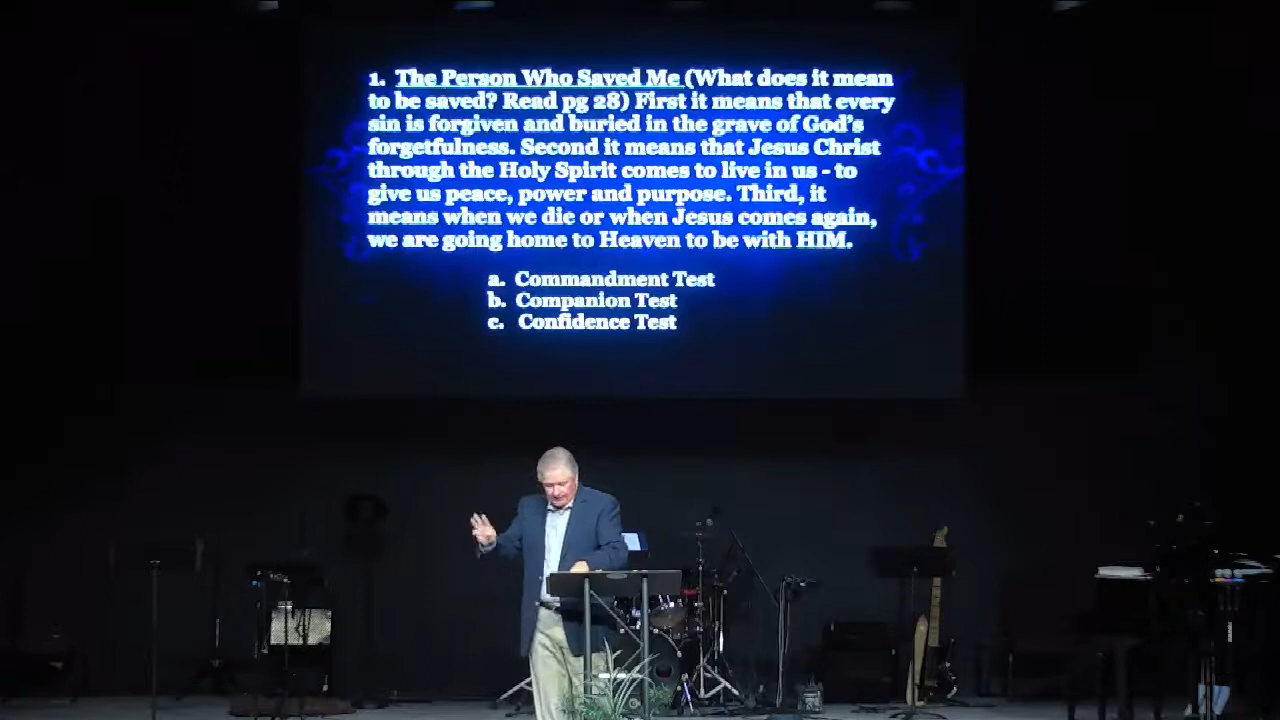 1. The Person Who Saved Me (What does it mean
to be saved? Read pg 28) First it means that every
sin is forgiven and buried in the grave of God's
forgetfulness. Second it means that Jesus Christ
through the Holy Spirit comes to live in us - to
give us peace, power and purpose. Third, it
means when we die or when Jesus comes again,
we are going home to Heaven to be with HIM.
a. Commandment Test
b. Companion Test
c. Confidence Test